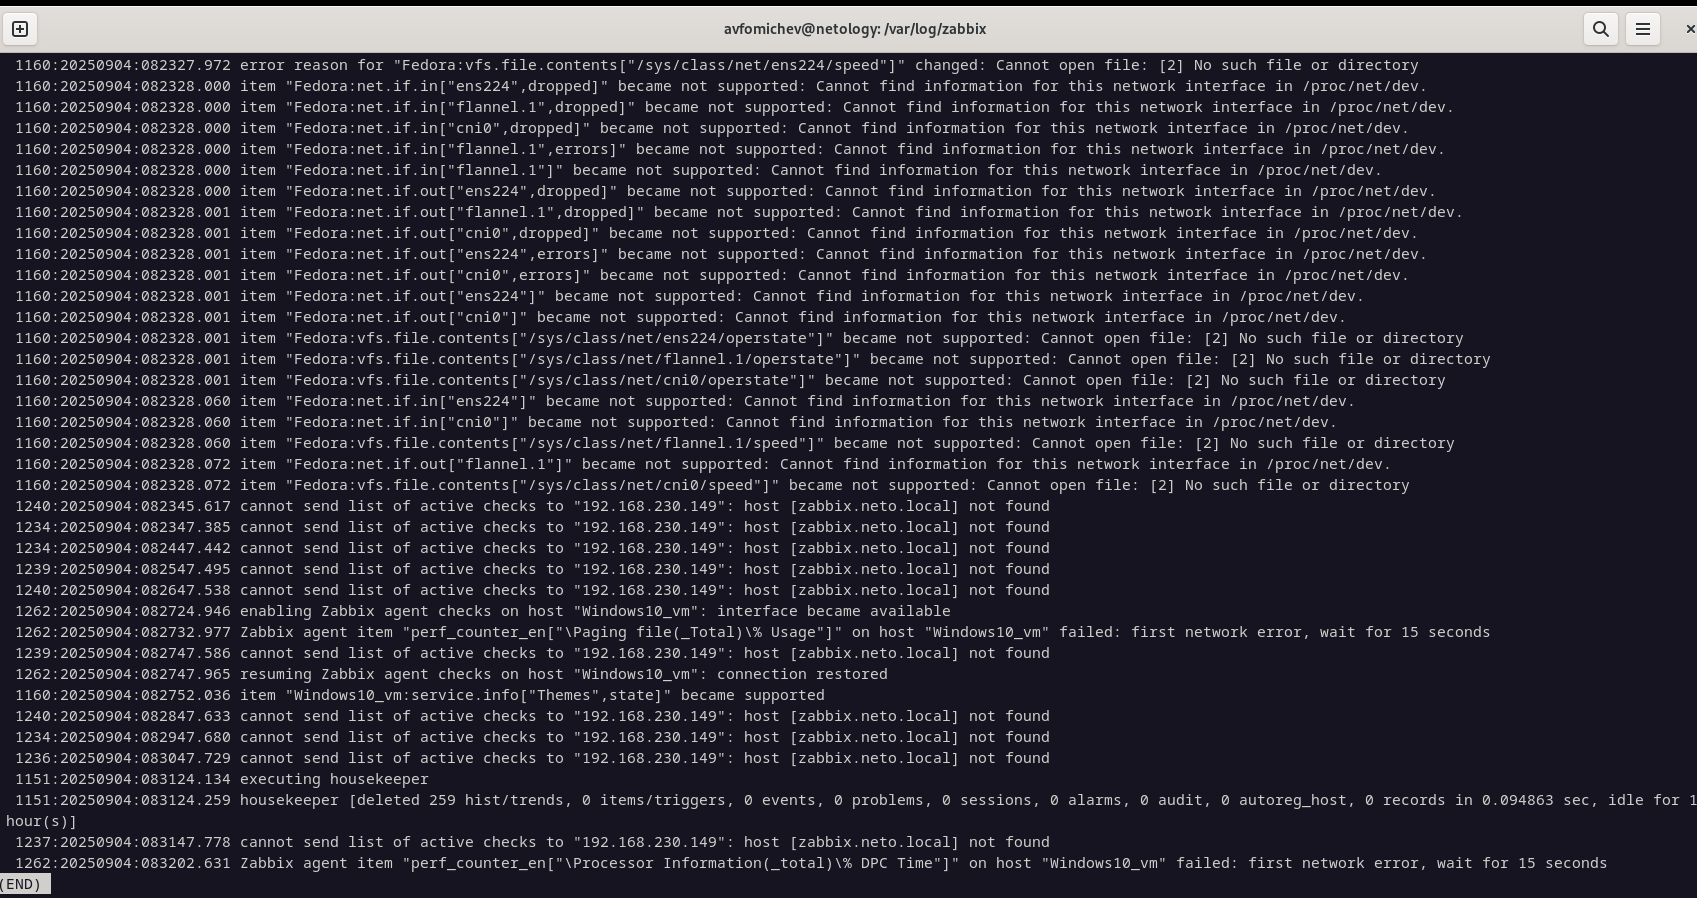 avfomichev@netology: /var/log/zabbix
1160:20250904:082327.972 error reason for "Fedora:vfs.file.contents["/sys/class/net/ens224/speed"]" changed: Cannot open file: [2] No such file or directory
1160:20250904:082328.000 item "Fedora:net.if.in["ens224",dropped]" became not supported: Cannot find information for this network interface in /proc/net/dev.
1160:20250904:082328.000 item "Fedora:net.if.in["flannel.1",dropped]" became not supported: Cannot find information for this network interface in /proc/net/dev.
1160:20250904:082328.000 item "Fedora:net.if.in["cni0",dropped]" became not supported: Cannot find information for this network interface in /proc/net/dev.
1160:20250904:082328.000 item "Fedora:net.if.in["flannel.1",errors]" became not supported: Cannot find information for this network interface in /proc/net/dev.
1160:20250904:082328.000 item "Fedora:net.if.in["flannel.1"]" became not supported: Cannot find information for this network interface in /proc/net/dev.
1160:20250904:082328.000 item "Fedora:net.if.out["ens224",dropped]" became not supported: Cannot find information for this network interface in /proc/net/dev.
1160:20250904:082328.001 item "Fedora:net.if.out["flannel.1",dropped]" became not supported: Cannot find information for this network interface in /proc/net/dev.
1160:20250904:082328.001 item "Fedora:net.if.out["cni0",dropped]" became not supported: Cannot find information for this network interface in /proc/net/dev.
1160:20250904:082328.001 item "Fedora:net.if.out["ens224",errors]" became not supported: Cannot find information for this network interface in /proc/net/dev.
1160:20250904:082328.001 item "Fedora:net.if.out["cni0",errors]" became not supported: Cannot find information for this network interface in /proc/net/dev.
1160:20250904:082328.001 item "Fedora:net.if.out["ens224"]" became not supported: Cannot find information for this network interface in /proc/net/dev.
1160:20250904:082328.001 item "Fedora:net.if.out["cni0"]" became not supported: Cannot find information for this network interface in /proc/net/dev.
1160:20250904:082328.001 item "Fedora:vfs.file.contents["/sys/class/net/ens224/operstate"]" became not supported: Cannot open file: [2] No such file or directory
1160:20250904:082328.001 item "Fedora:vfs.file.contents["/sys/class/net/flannel.1/operstate"]" became not supported: Cannot open file: [2] No such file or directory
1160:20250904:082328.001 item "Fedora:vfs.file.contents["/sys/class/net/cni0/operstate"]" became not supported: Cannot open file: [2] No such file or directory
1160:20250904:082328.060 item "Fedora:net.if.in["ens224"]" became not supported: Cannot find information for this network interface in /proc/net/dev.
1160:20250904:082328.060 item "Fedora:net.if.in["cni0"]" became not supported: Cannot find information for this network interface in /proc/net/dev.
1160:20250904:082328.060 item "Fedora:vfs.file.contents["/sys/class/net/flannel.1/speed"]" became not supported: Cannot open file: [2] No such file or directory
1160:20250904:082328.072 item "Fedora:net.if.out["flannel.1"]" became not supported: Cannot find information for this network interface in /proc/net/dev.
1160:20250904:082328.072 item "Fedora:vfs.file.contents["/sys/class/net/cni0/speed"]" became not supported: Cannot open file: [2] No such file or directory
1240:20250904:082345.617 cannot send list of active checks to "192.168.230.149": host [zabbix.neto.local] not found
1234:20250904:082347.385 cannot send list of active checks to "192.168.230.149": host [zabbix.neto.local] not found
1234:20250904:082447.442 cannot send list of active checks to "192.168.230.149": host [zabbix.neto.local] not found
1239:20250904:082547.495 cannot send list of active checks to "192.168.230.149": host [zabbix.neto.local] not found
1240:20250904:082647.538 cannot send list of active checks to "192.168.230.149": host [zabbix.neto.local] not found
1262:20250904:082724.946 enabling Zabbix agent checks on host "Windows10_vm": interface became available
1262:20250904:082732.977 Zabbix agent item "perf_counter_en["\Paging file(_Total)\% Usage"]" on host "Windows10_vm" failed: first network error, wait for 15 seconds
1239:20250904:082747.586 cannot send list of active checks to "192.168.230.149": host [zabbix.neto.local] not found
1262:20250904:082747.965 resuming Zabbix agent checks on host "Windows10_vm": connection restored
1160:20250904:082752.036 item "Windows10_vm:service.info["Themes",state]" became supported
1240:20250904:082847.633 cannot send list of active checks to "192.168.230.149": host [zabbix.neto.local] not found
1234:20250904:082947.680 cannot send list of active checks to "192.168.230.149": host [zabbix.neto.local] not found
1236:20250904:083047.729 cannot send list of active checks to "192.168.230.149": host [zabbix.neto.local] not found
1151:20250904:083124.134 executing housekeeper
1151:20250904:083124.259 housekeeper [deleted 259 hist/trends, 0 items/triggers, 0 events, 0 problems, 0 sessions, 0 alarms, 0 audit, 0 autoreg_host, 0 records in 0.094863 sec, idle for 1
hour(s)]
1237:20250904:083147.778 cannot send list of active checks to "192.168.230.149": host [zabbix.neto.local] not found
1262:20250904:083202.631 Zabbix agent item "perf_counter_en["\Processor Information(_total)\% DPC Time"]" on host "Windows10_vm" failed: first network error, wait for 15 seconds
(END)